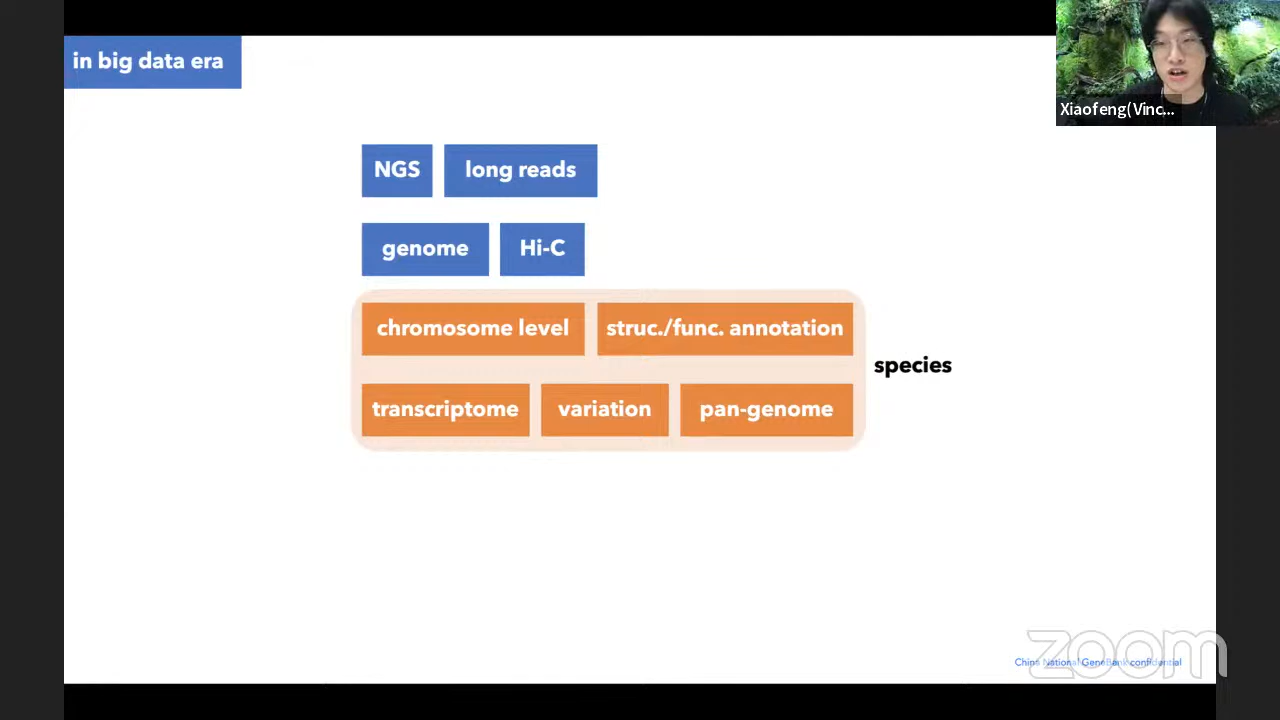 in big data era
Xiaofeng(Vinc...
NGS long reads
genome Hi-C
chromosome level struc./func. annotation
species
transcriptome variation pan-genome
China National GeneBank confidential
zoom